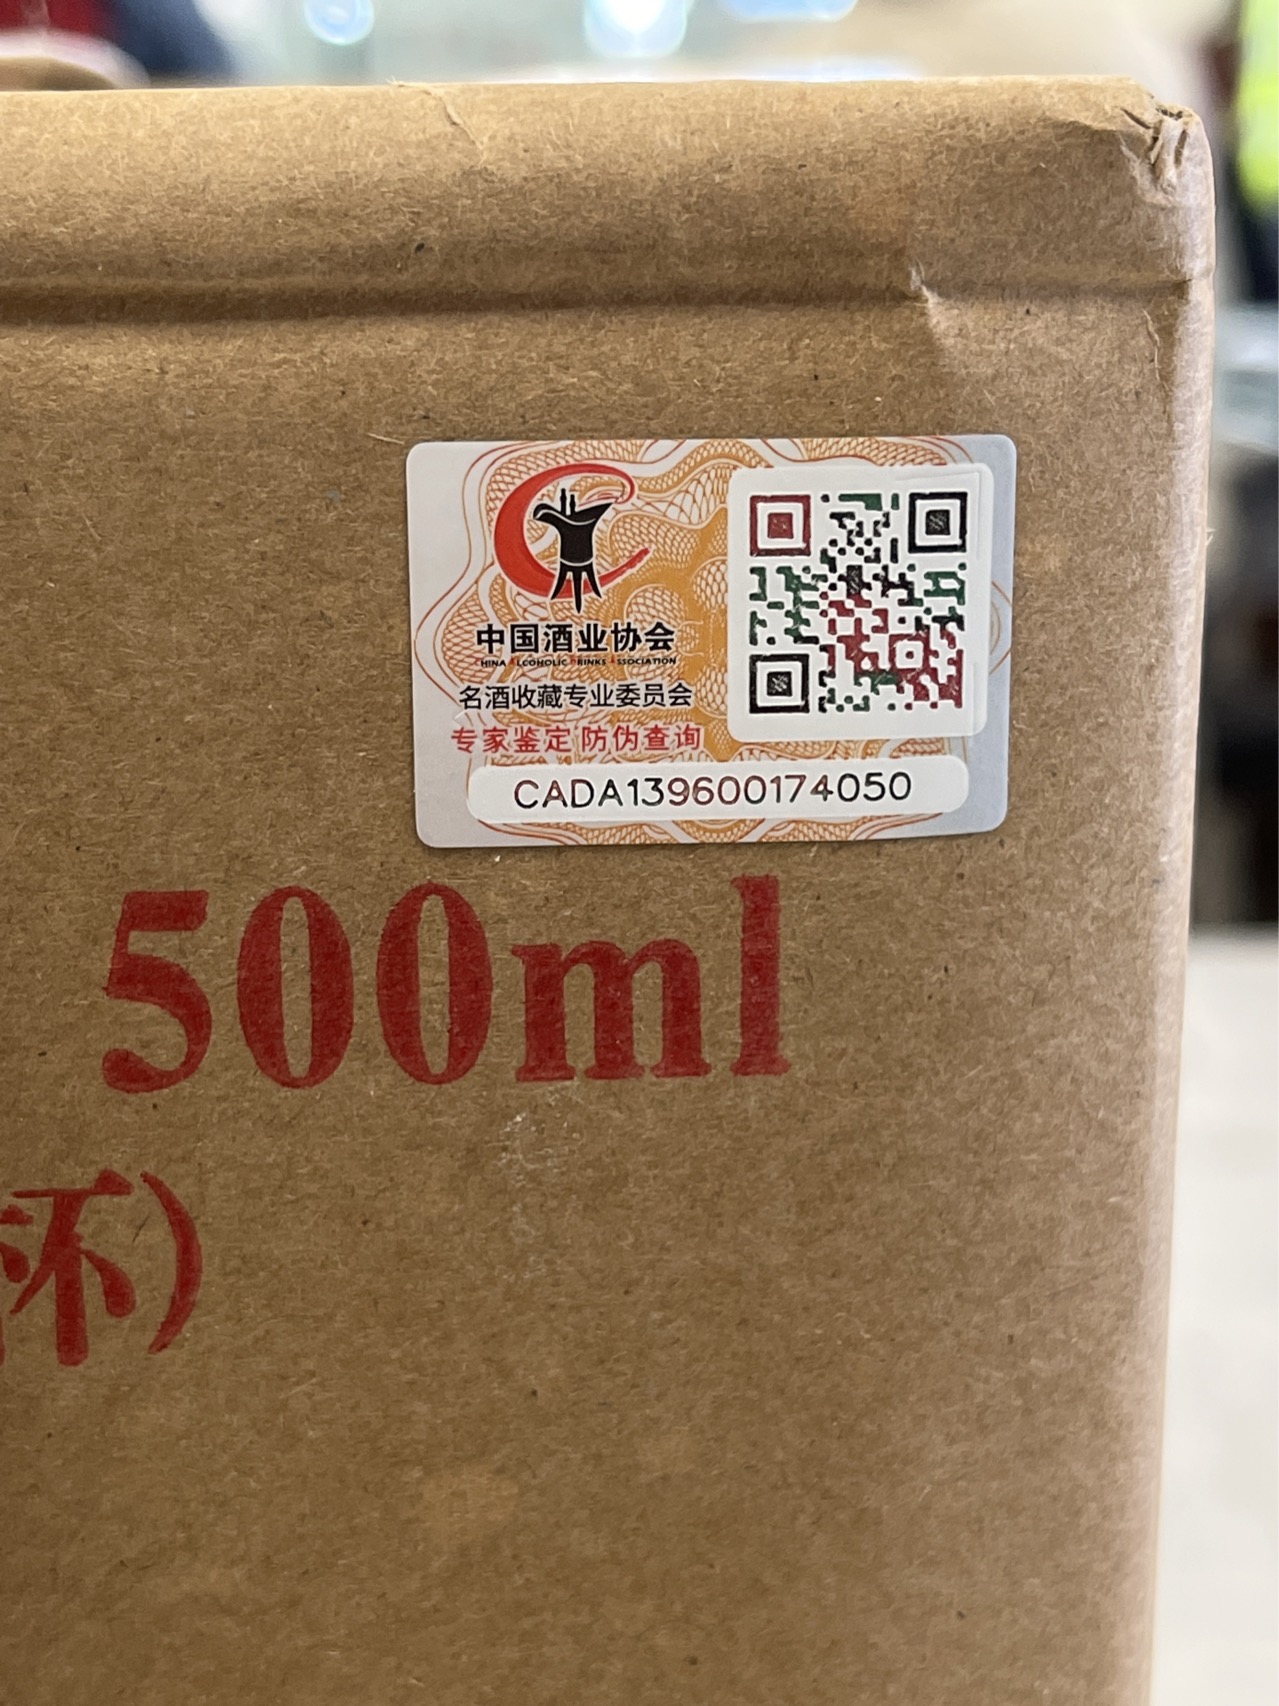 中国酒业协会
CHINA ALCOHOLIC DRINKS ASSOCIATION
名酒收藏专业委员会
专家鉴定 防伪查询
CADA139600174050
500ml
杯)